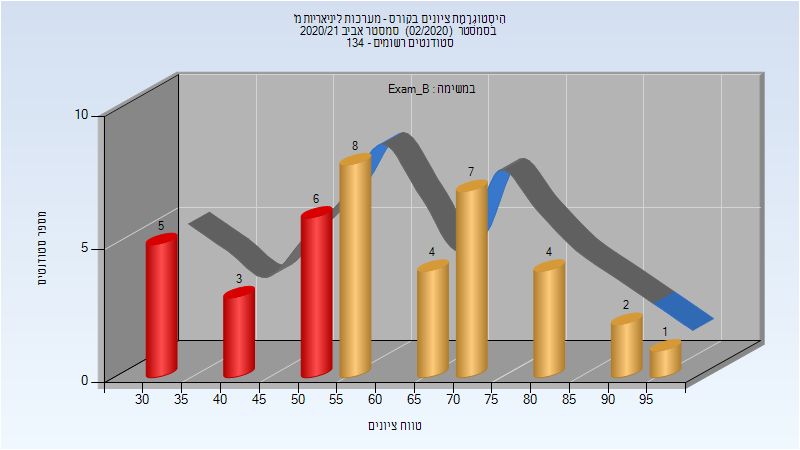 הִיסְטוֹגְרָמַת ציונים בקורס - מערכות ליניאריות מ'
בסמסטר (02/2020) סמסטר אביב 2020/21
סטודנטים רשומים - 134
במשימה : Exam_B
מספר סטודנטים
10
5
0
5
3
6
8
4
7
4
2
1
30 35 40 45 50 55 60 65 70 75 80 85 90 95
טווח ציונים